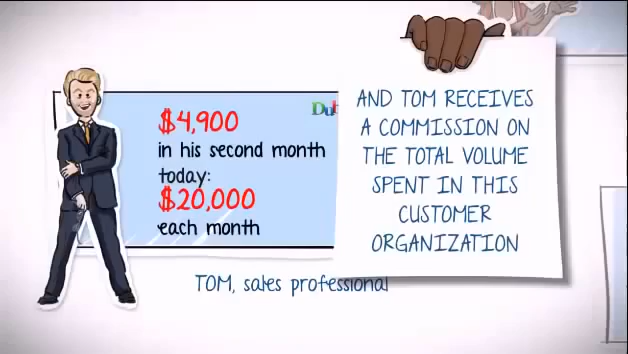 $4,900
in his second month
today:
$20,000
each month
AND TOM RECEIVES
A COMMISSION ON
THE TOTAL VOLUME
SPENT IN THIS
CUSTOMER
ORGANIZATION
TOM, sales professional